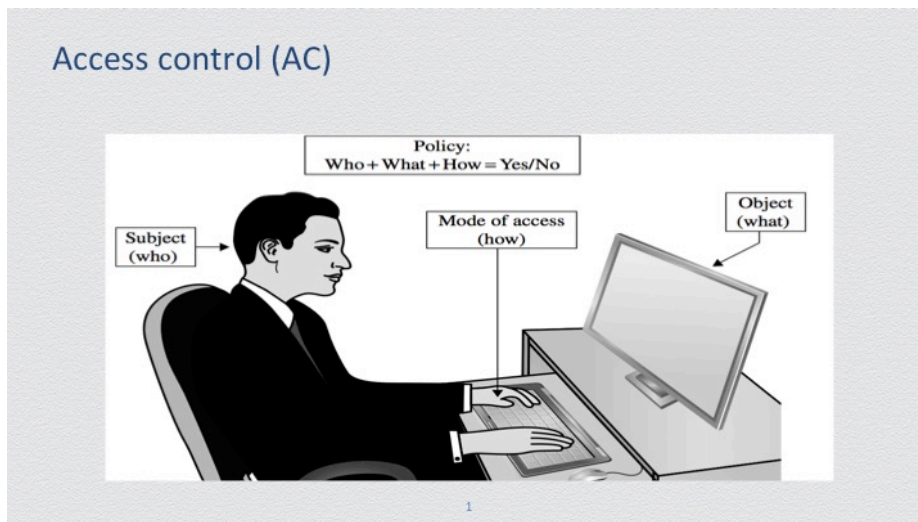 Access control (AC)
Policy:
Who + What + How = Yes/No
Subject
(who)
Mode of access
(how)
Object
(what)
1